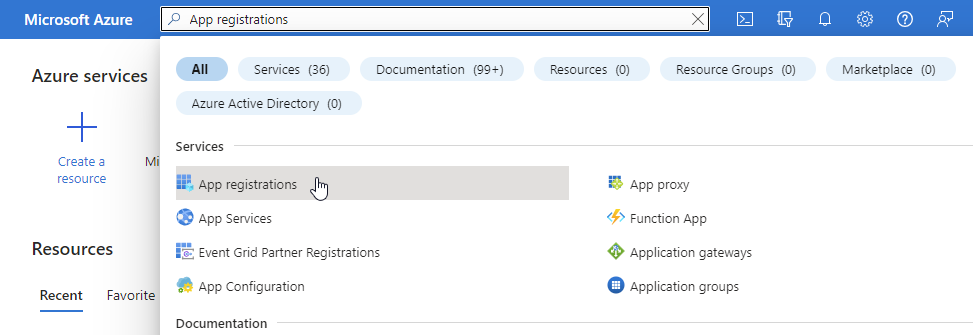 Microsoft Azure
App registrations
Azure services
Create a
resource
Mi
Resources
Recent Favorite
All Services (36) Documentation (99+) Resources (0) Resource Groups (0) Marketplace (0)
Azure Active Directory (0)
Services
App registrations
App proxy
App Services
Function App
Event Grid Partner Registrations
Application gateways
App Configuration
Application groups
Documentation